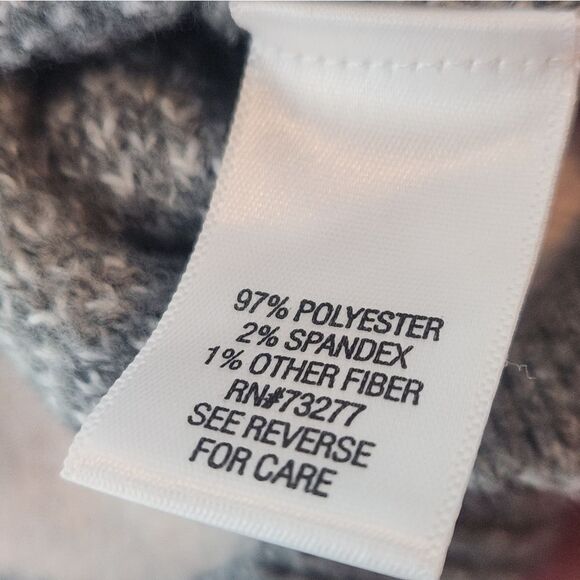 97% POLYESTER
2% SPANDEX
1% OTHER FIBER
RN#73277
SEE REVERSE
FOR CARE